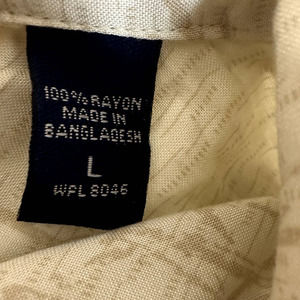 100% RAYON
MADE IN
BANGLADESH
L
WPL 8046